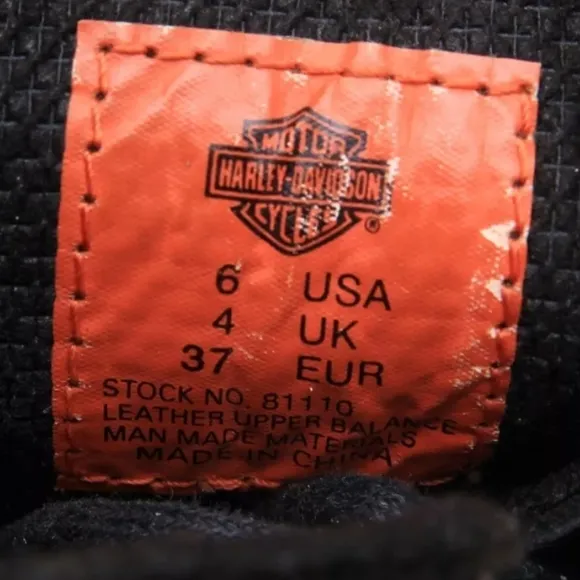 MOTOR
HARLEY-DAVIDSON
CYCLES
®
6 USA
4 UK
37 EUR
STOCK NO. 81110
LEATHER UPPER BALANCE
MAN MADE MATERIALS
MADE IN CHINA